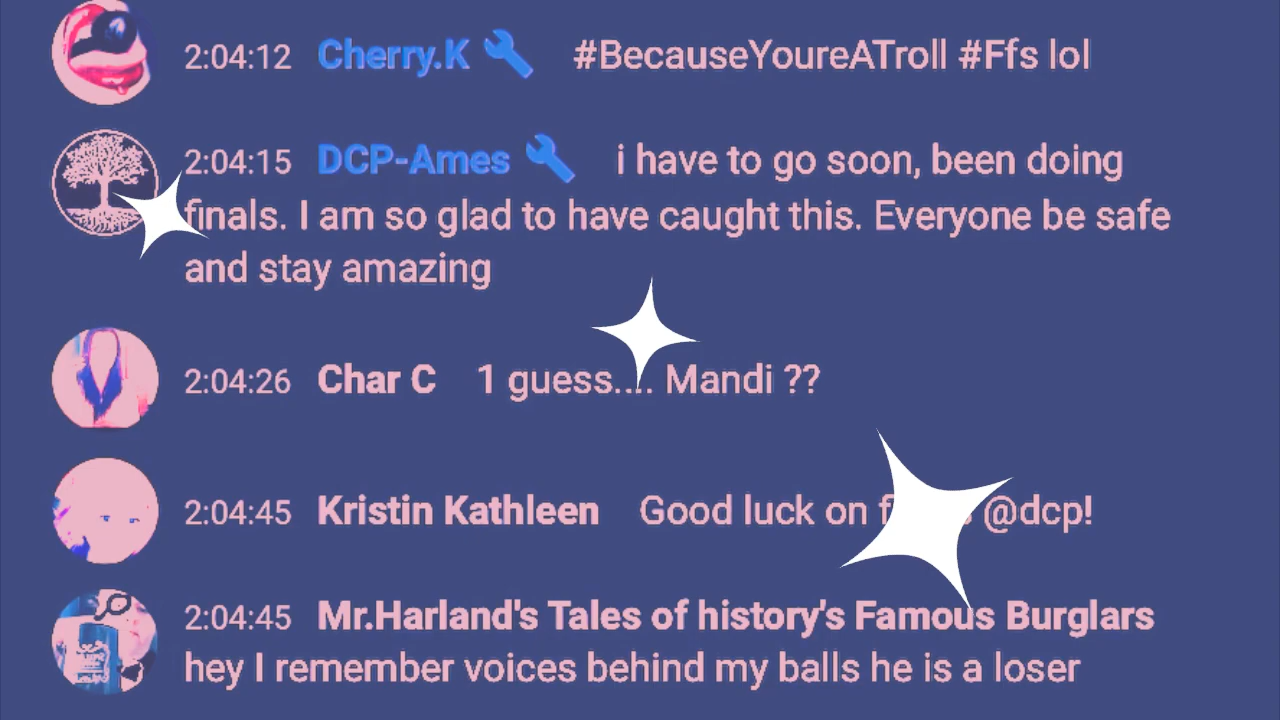 2:04:12 Cherry.K #BecauseYoureATroll #Ffs lol
2:04:15 DCP-Ames i have to go soon, been doing
finals. I am so glad to have caught this. Everyone be safe
and stay amazing
2:04:26 Char C 1 guess.... Mandi ??
2:04:45 Kristin Kathleen Good luck on @dcp!
2:04:45 Mr.Harland's Tales of history's Famous Burglars
hey I remember voices behind my balls he is a loser